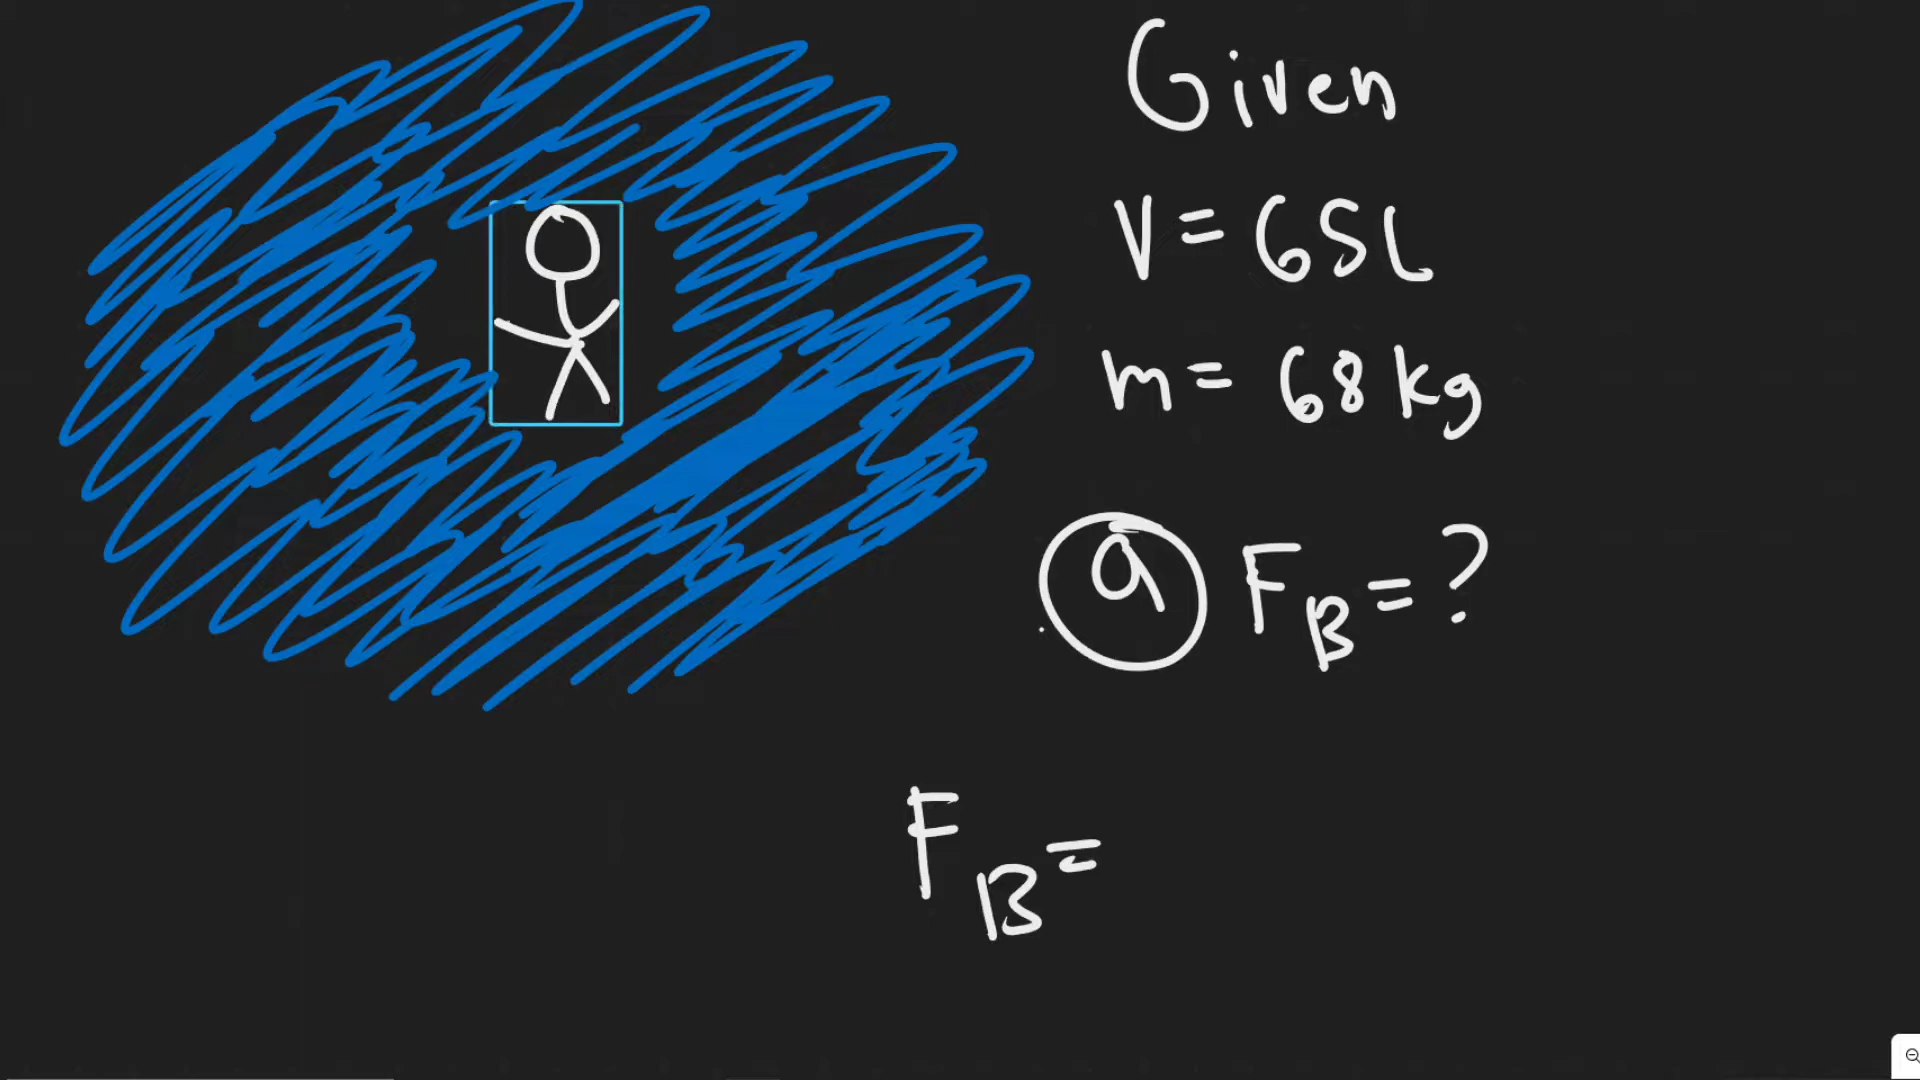 Given
V = 65L
m = 68 kg
a F_B = ?
F_B =